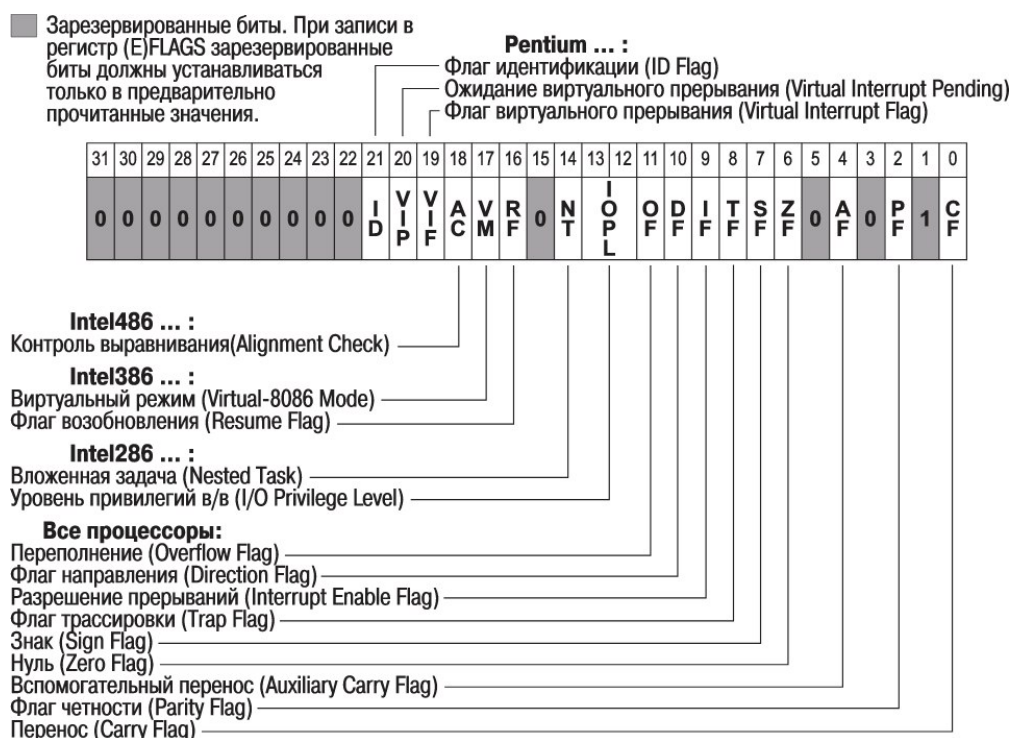 Зарезервированные биты. При записи в
регистр (E)FLAGS зарезервированные
биты должны устанавливаться
только в предварительно
прочитанные значения.
Pentium ... :
Флаг идентификации (ID Flag)
Ожидание виртуального прерывания (Virtual Interrupt Pending)
Флаг виртуального прерывания (Virtual Interrupt Flag)
31 30 29 28 27 26 25 24 23 22 21 20 19 18 17 16 15 14 13 12 11 10 9 8 7 6 5 4 3 2 1 0
0 0 0 0 0 0 0 0 0 0 ID VIP VIF AC VM RF 0 NT IOPL OF DF IF TF SF ZF 0 AF 0 PF 1 CF
Intel486 ... :
Контроль выравнивания(Alignment Check)
Intel386 ... :
Виртуальный режим (Virtual-8086 Mode)
Флаг возобновления (Resume Flag)
Intel286 ... :
Вложенная задача (Nested Task)
Уровень привилегий в/в (I/O Privilege Level)
Все процессоры:
Переполнение (Overflow Flag)
Флаг направления (Direction Flag)
Разрешение прерываний (Interrupt Enable Flag)
Флаг трассировки (Trap Flag)
Знак (Sign Flag)
Нуль (Zero Flag)
Вспомогательный перенос (Auxiliary Carry Flag)
Флаг четности (Parity Flag)
Перенос (Carry Flag)